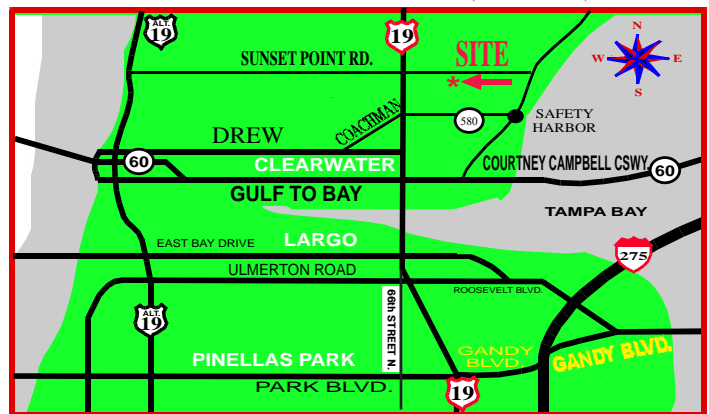 ALT.
19
19
N
W
E
S
SITE
*
SUNSET POINT RD.
580
SAFETY
HARBOR
COACHMAN
DREW
60
CLEARWATER
COURTNEY CAMPBELL CSWY.
60
GULF TO BAY
TAMPA BAY
EAST BAY DRIVE
LARGO
275
ULMERTON ROAD
ROOSEVELT BLVD.
66th STREET N.
ALT.
19
PINELLAS PARK
GANDY
BLVD.
GANDY BLVD.
PARK BLVD.
19